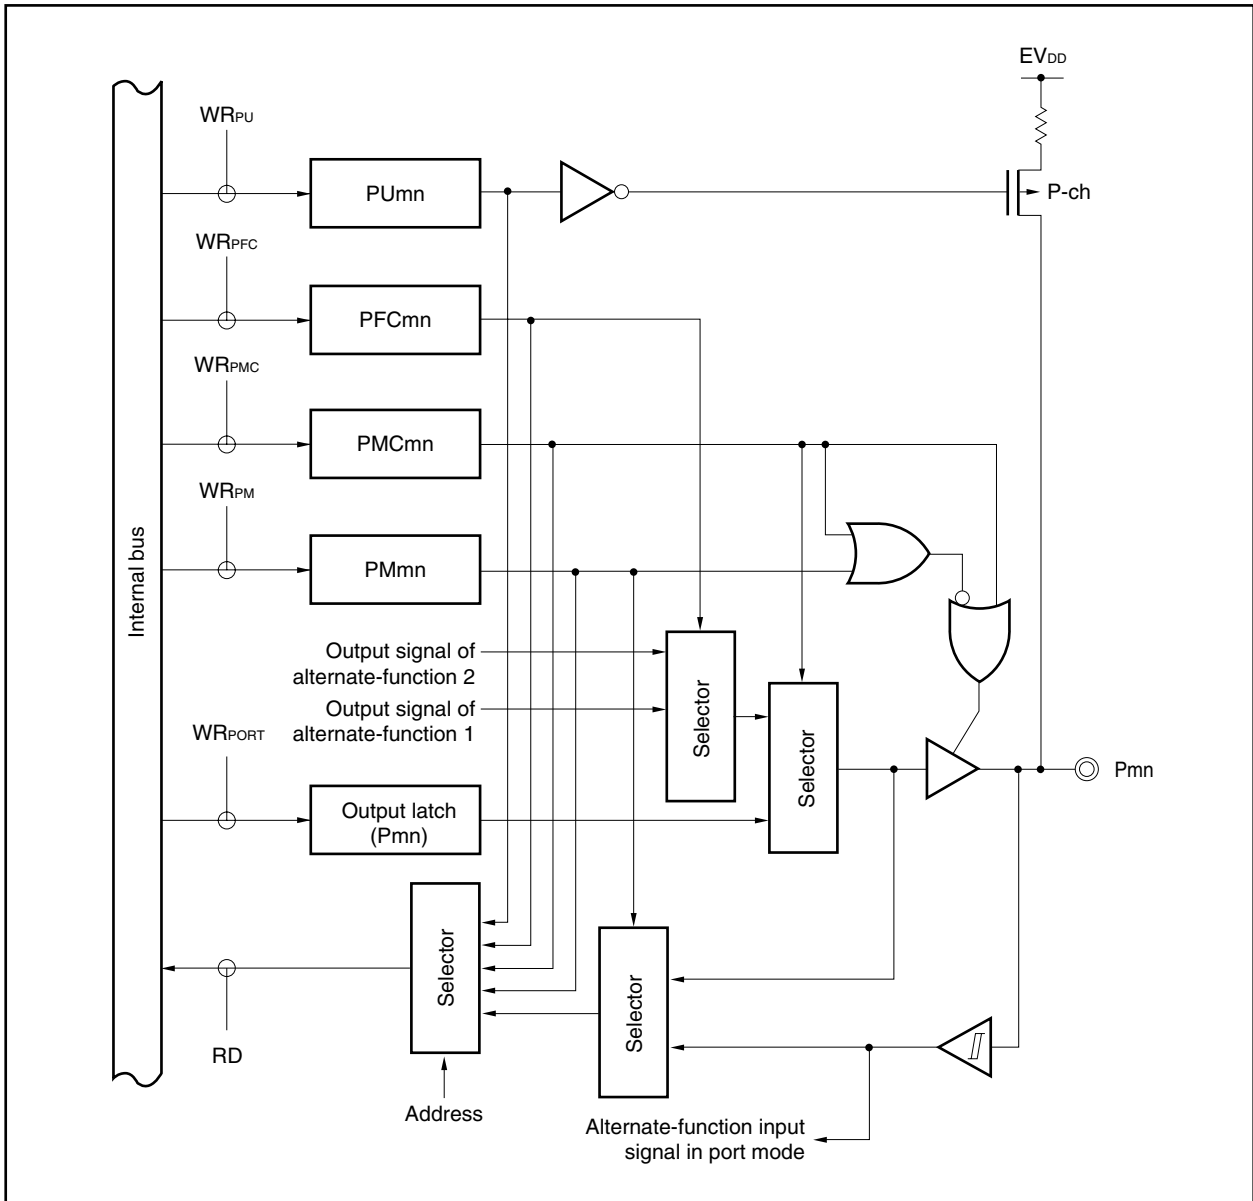 EVDD
WRPU
PUmn
P-ch
WRPFC
PFCmn
WRPMC
PMCmn
WRPM
PMmn
Internal bus
Output signal of
alternate-function 2
Output signal of
alternate-function 1
Selector
Selector
WRPORT
Output latch
(Pmn)
Pmn
Selector
Selector
RD
Address
Alternate-function input
signal in port mode